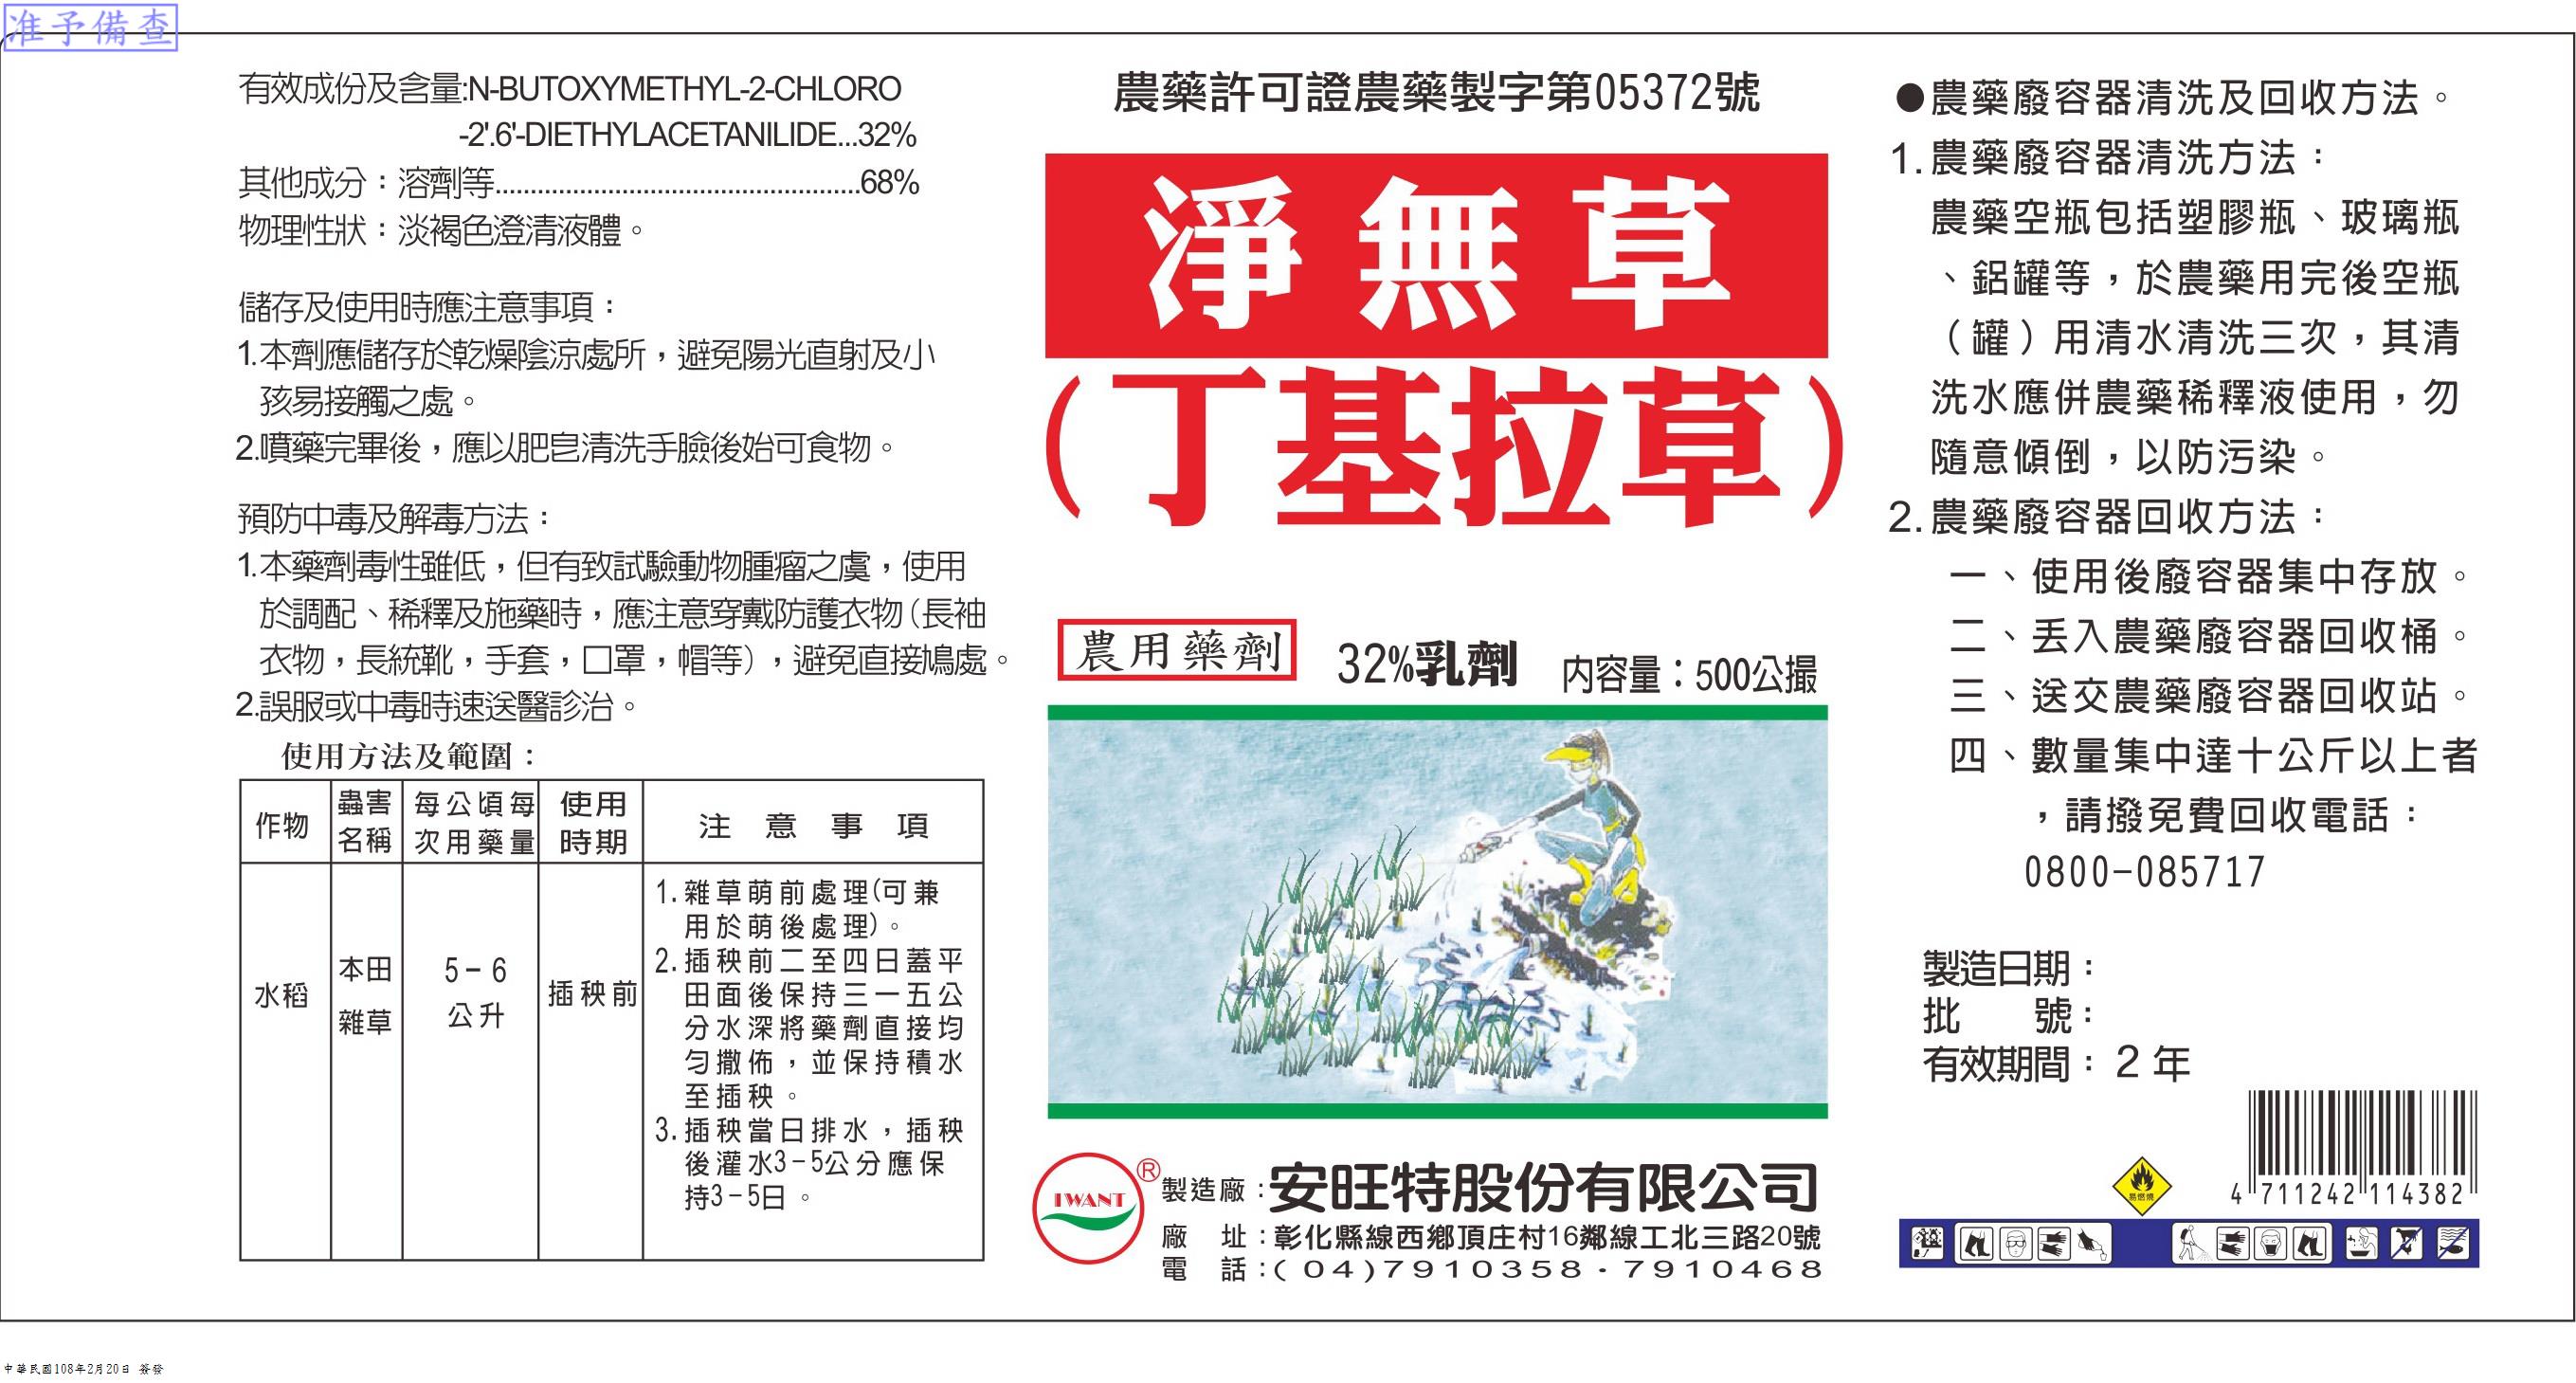 准予備查
有效成份及含量:N-BUTOXYMETHYL-2-CHLORO
-2'.6'-DIETHYLACETANILIDE...32%
其他成分：溶劑等....................................................68%
物理性狀：淡褐色澄清液體。
儲存及使用時應注意事項：
1.本劑應儲存於乾燥陰涼處所，避免陽光直射及小
孩易接觸之處。
2.噴藥完畢後，應以肥皂清洗手臉後始可食物。
預防中毒及解毒方法：
1.本藥劑毒性雖低，但有致試驗動物腫瘤之虞，使用
於調配、稀釋及施藥時，應注意穿戴防護衣物（長袖
衣物，長統靴，手套，口罩，帽等），避免直接鳩處。
2.誤服或中毒時速送醫診治。
使用方法及範圍：
作物 蟲害名稱 每公頃每次用藥量 使用時期 注意事項
水稻 本田雜草 5－6公升 插秧前
1.雜草萌前處理(可兼
用於萌後處理)。
2.插秧前二至四日蓋平
田面後保持三一五公
分水深將藥劑直接均
勻撒佈，並保持積水
至插秧。
3.插秧當日排水，插秧
後灌水3－5公分應保
持3－5日。
農藥許可證農藥製字第05372號
淨無草
(丁基拉草)
農用藥劑 32%乳劑 內容量：500公撮
IWANT ®
製造廠：安旺特股份有限公司
廠 址：彰化縣線西鄉頂庄村16鄰線工北三路20號
電 話：(04)7910358．7910468
●農藥廢容器清洗及回收方法。
1.農藥廢容器清洗方法：
農藥空瓶包括塑膠瓶、玻璃瓶
、鋁罐等，於農藥用完後空瓶
（罐）用清水清洗三次，其清
洗水應併農藥稀釋液使用，勿
隨意傾倒，以防污染。
2.農藥廢容器回收方法：
一、使用後廢容器集中存放。
二、丟入農藥廢容器回收桶。
三、送交農藥廢容器回收站。
四、數量集中達十公斤以上者
，請撥免費回收電話：
0800-085717
製造日期：
批 號：
有效期間：2 年
易燃燒
4 711242 114382
中華民國108年2月20日 簽發